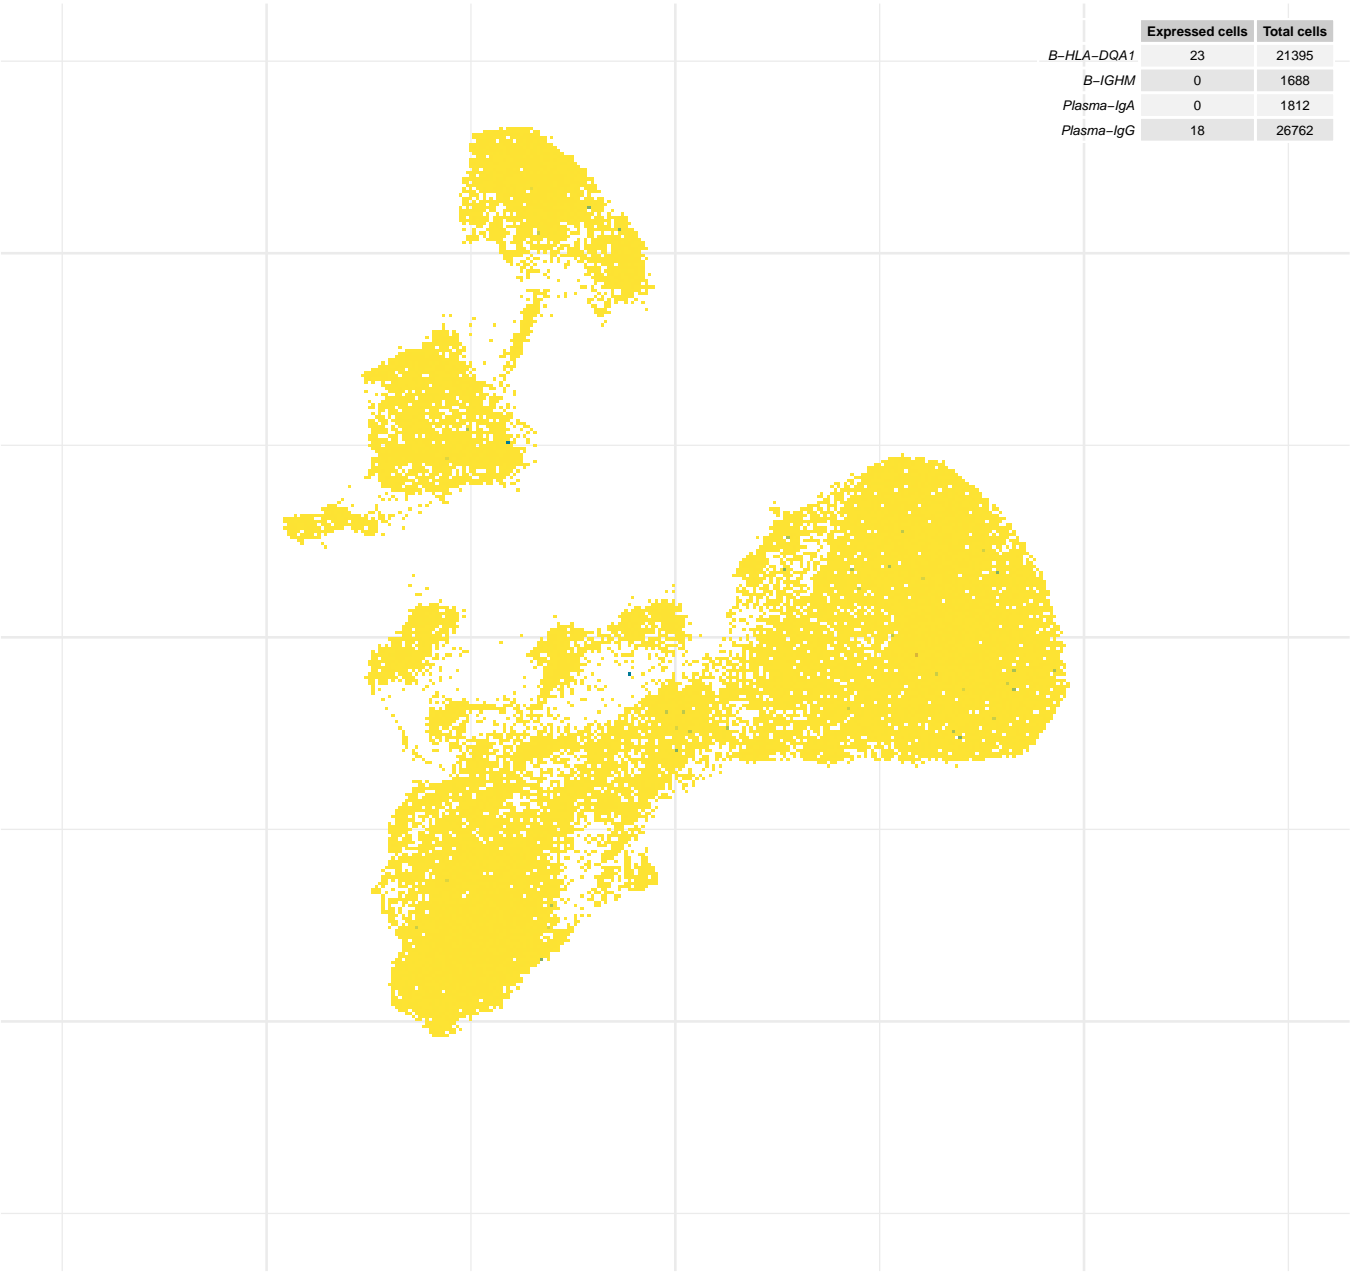 Expressed cells Total cells
B−HLA−DQA1 23 21395
B−IGHM 0 1688
Plasma−IgA 0 1812
Plasma−IgG 18 26762